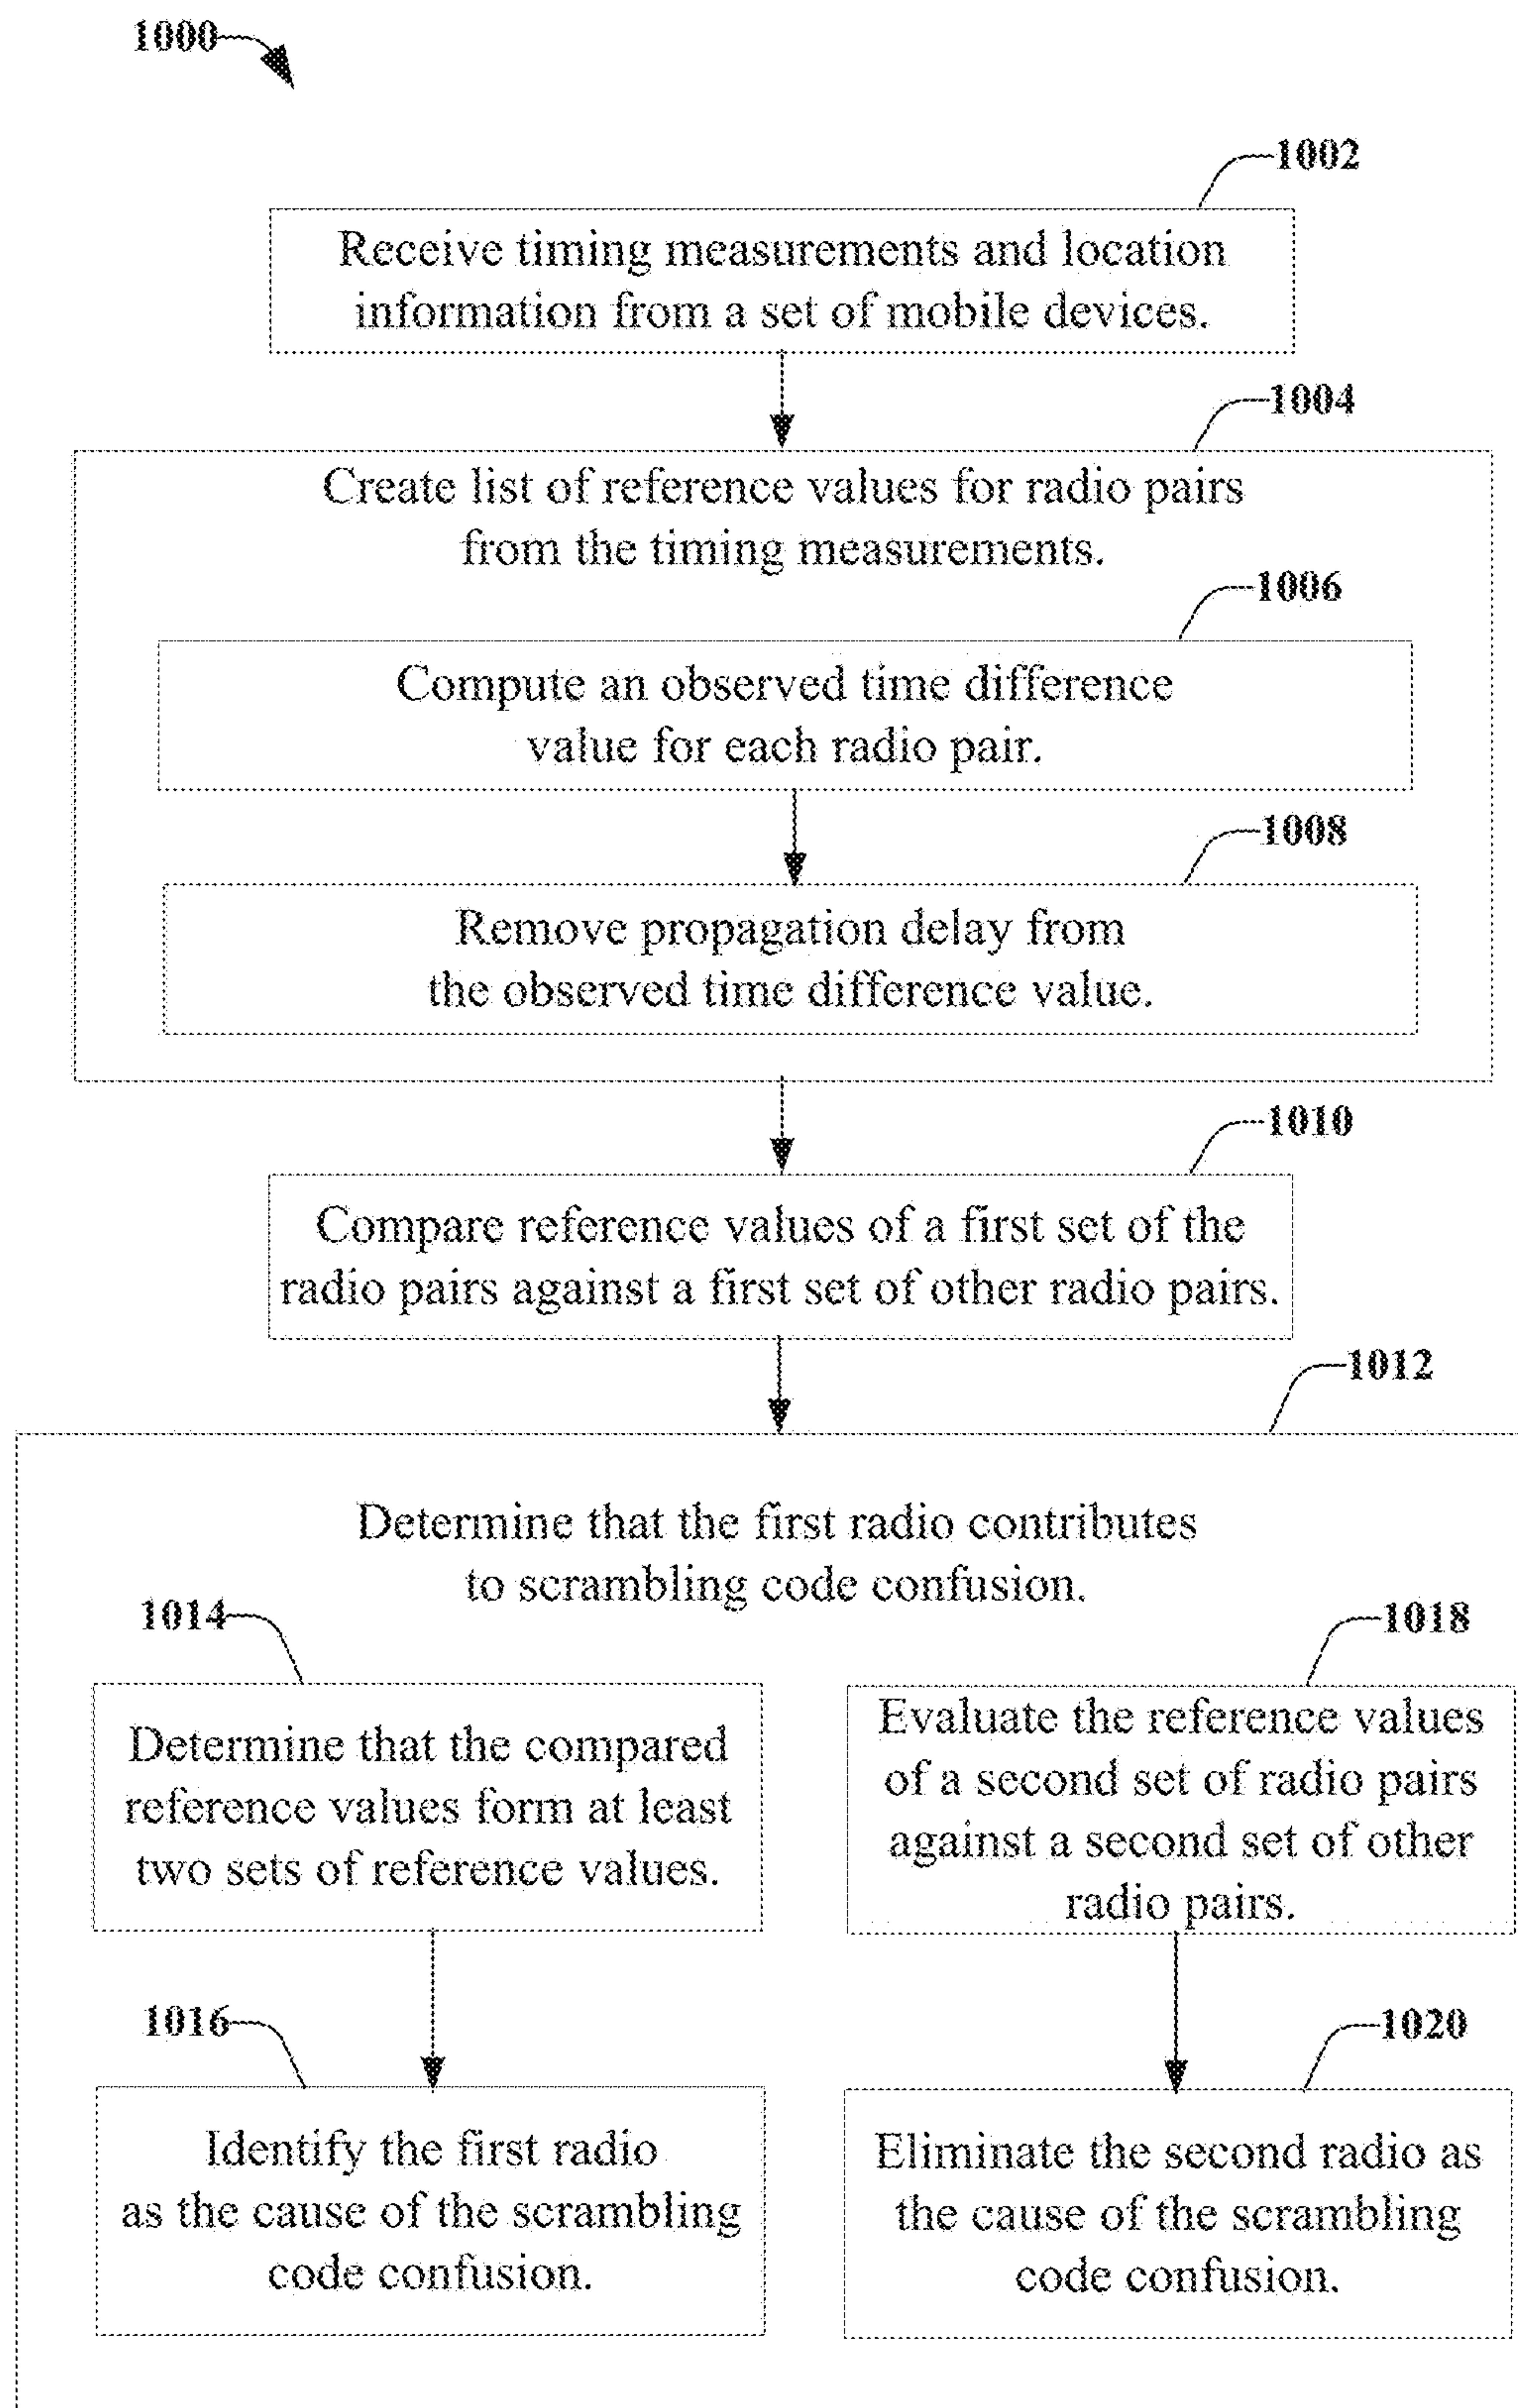 1000
1002
Receive timing measurements and location
information from a set of mobile devices.
1004
Create list of reference values for radio pairs
from the timing measurements.
1006
Compute an observed time difference
value for each radio pair.
1008
Remove propagation delay from
the observed time difference value.
1010
Compare reference values of a first set of the
radio pairs against a first set of other radio pairs.
1012
Determine that the first radio contributes
to scrambling code confusion.
1014
Determine that the compared
reference values form at least
two sets of reference values.
1016
Identify the first radio
as the cause of the scrambling
code confusion.
1018
Evaluate the reference values
of a second set of radio pairs
against a second set of other
radio pairs.
1020
Eliminate the second radio as
the cause of the scrambling
code confusion.